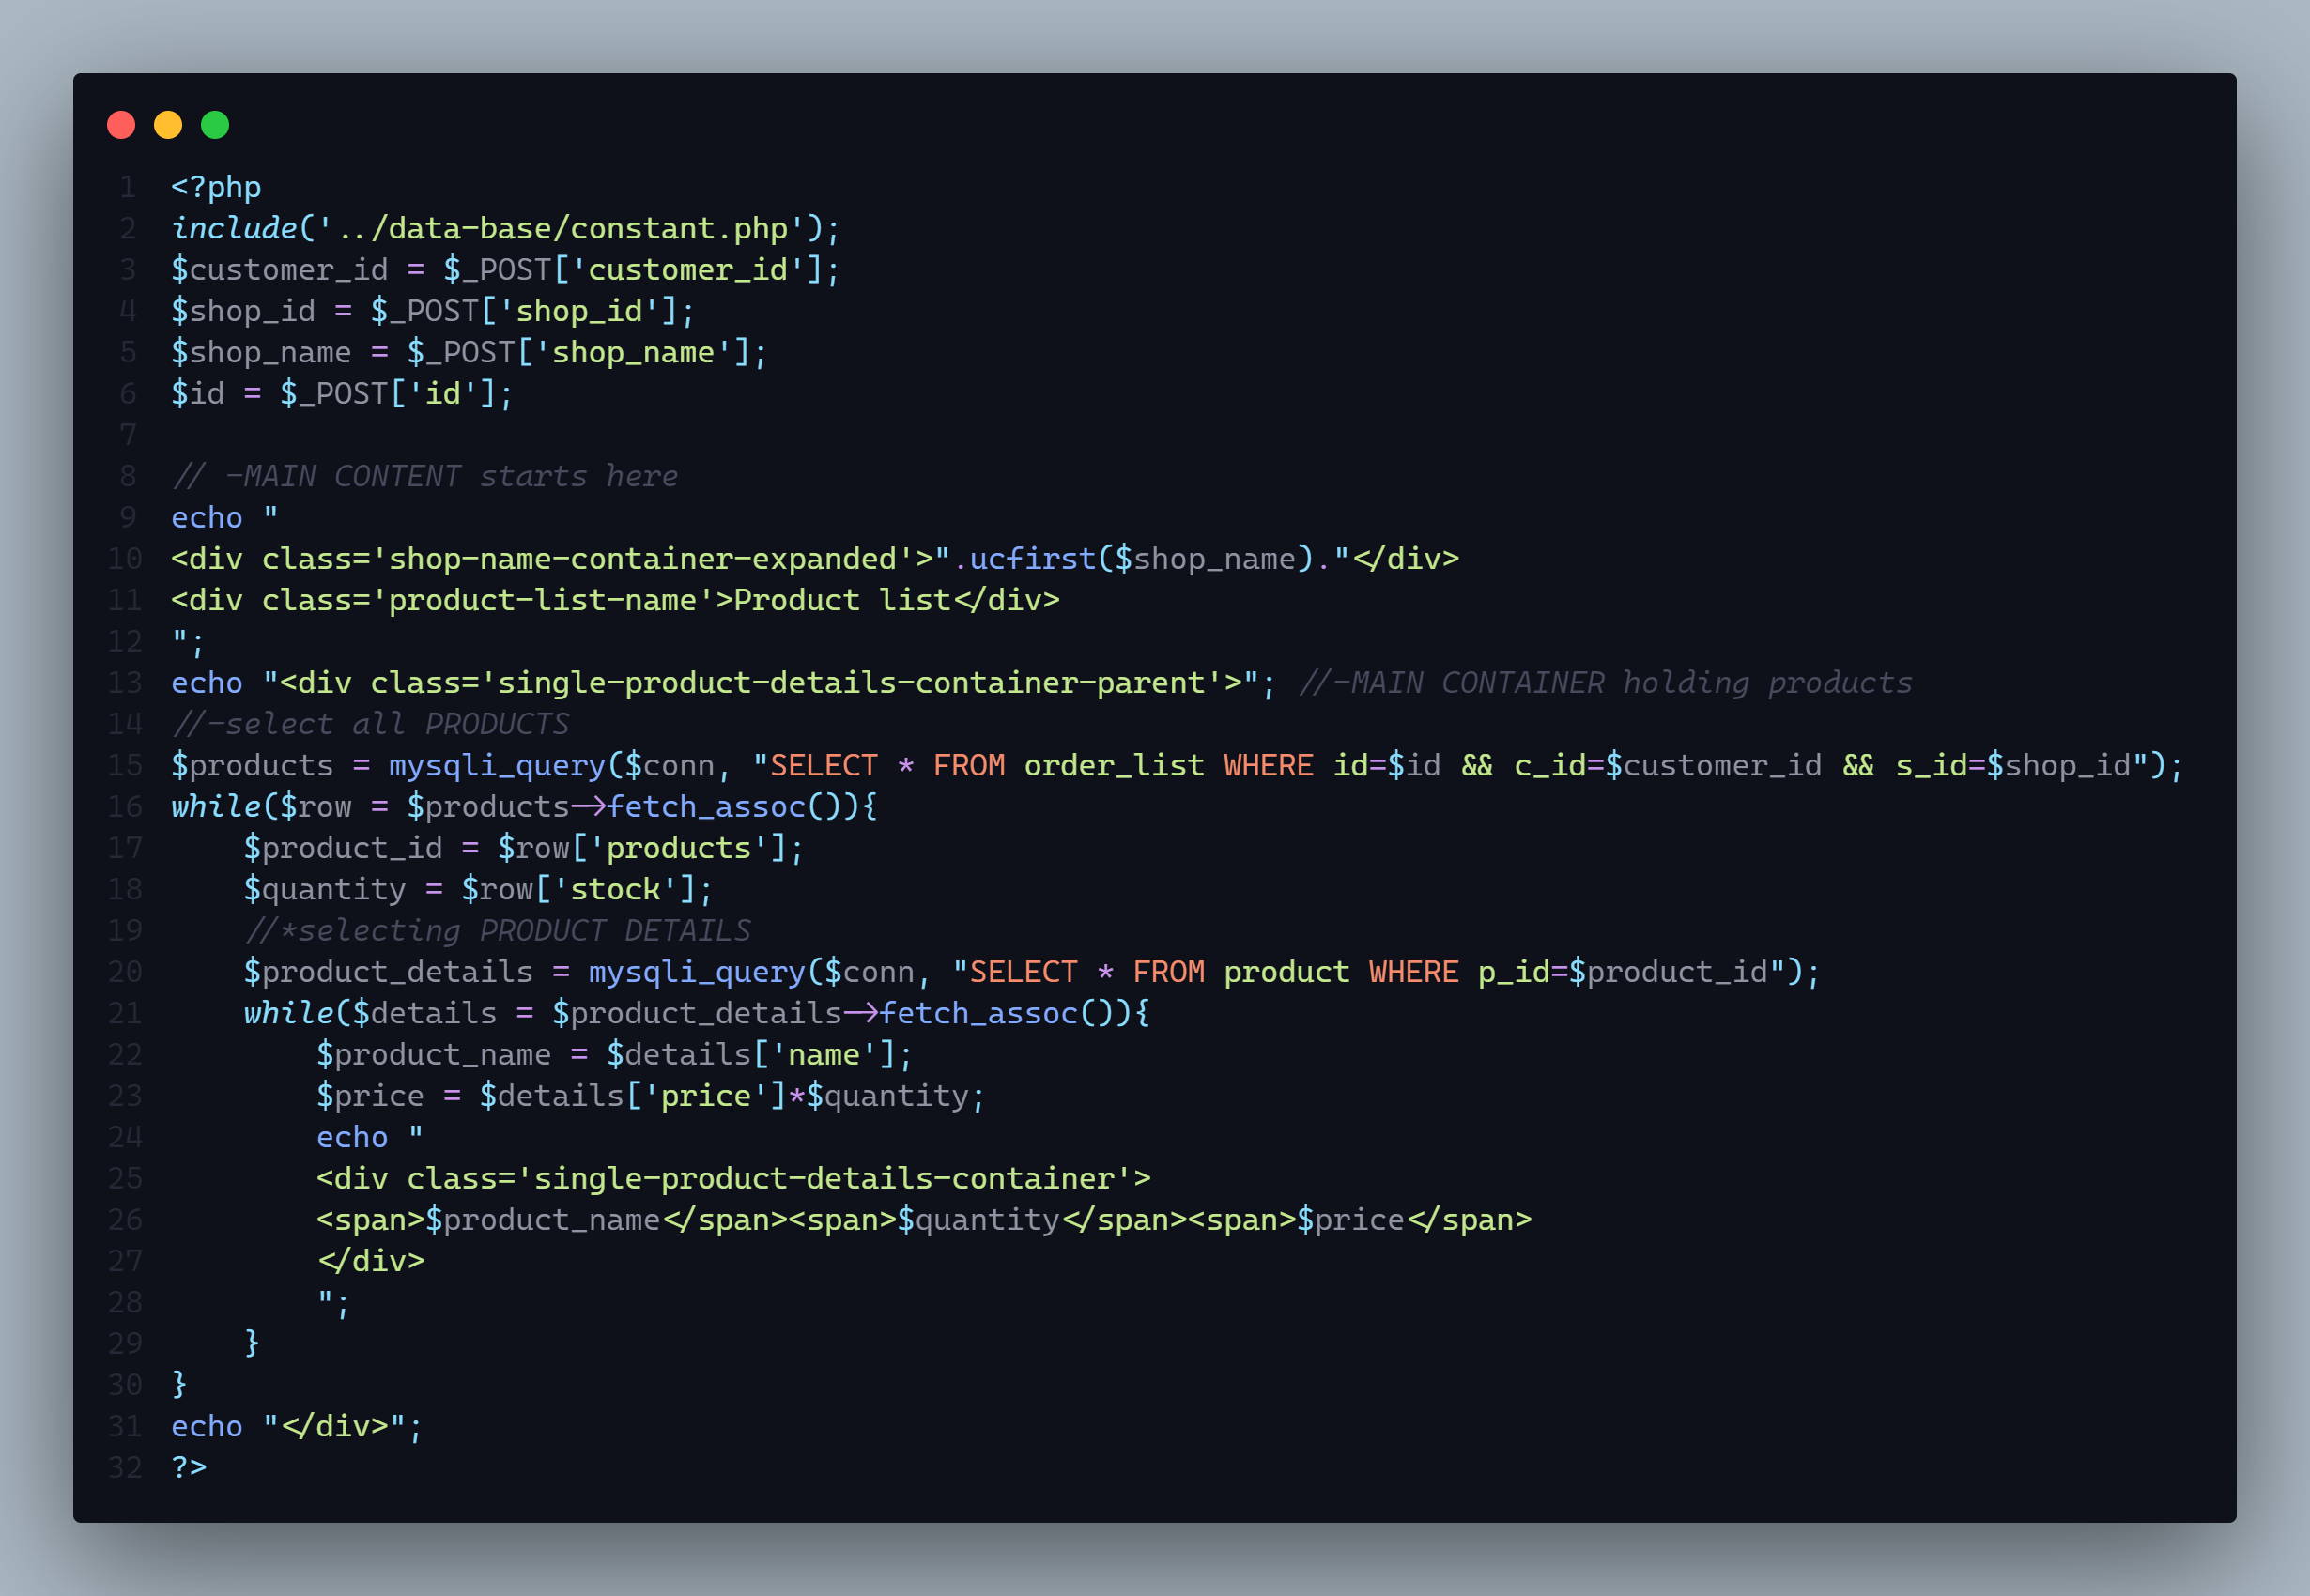 1 <?php
2 include('../data-base/constant.php');
3 $customer_id = $_POST['customer_id'];
4 $shop_id = $_POST['shop_id'];
5 $shop_name = $_POST['shop_name'];
6 $id = $_POST['id'];
7
8 // -MAIN CONTENT starts here
9 echo "
10 <div class='shop-name-container-expanded'>".ucfirst($shop_name)."</div>
11 <div class='product-list-name'>Product list</div>
12 ";
13 echo "<div class='single-product-details-container-parent'>"; //-MAIN CONTAINER holding products
14 //-select all PRODUCTS
15 $products = mysqli_query($conn, "SELECT * FROM order_list WHERE id=$id && c_id=$customer_id && s_id=$shop_id");
16 while($row = $products->fetch_assoc()){
17     $product_id = $row['products'];
18     $quantity = $row['stock'];
19     //*selecting PRODUCT DETAILS
20     $product_details = mysqli_query($conn, "SELECT * FROM product WHERE p_id=$product_id");
21     while($details = $product_details->fetch_assoc()){
22         $product_name = $details['name'];
23         $price = $details['price']*$quantity;
24         echo "
25         <div class='single-product-details-container'>
26         <span>$product_name</span><span>$quantity</span><span>$price</span>
27         </div>
28         ";
29     }
30 }
31 echo "</div>";
32 ?>